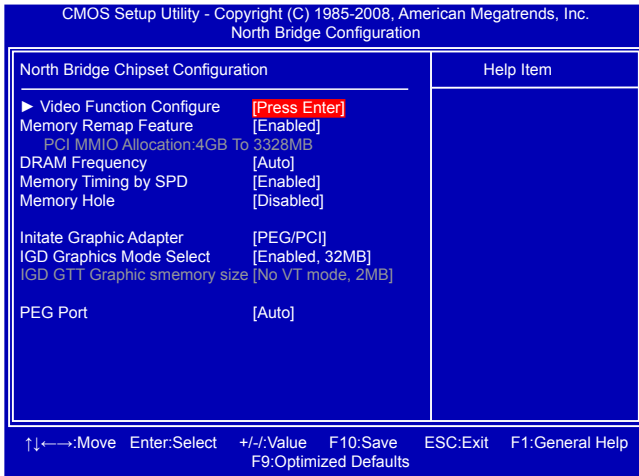 CMOS Setup Utility - Copyright (C) 1985-2008, American Megatrends, Inc.
North Bridge Configuration
North Bridge Chipset Configuration
Help Item
► Video Function Configure [Press Enter]
Memory Remap Feature [Enabled]
PCI MMIO Allocation:4GB To 3328MB
DRAM Frequency [Auto]
Memory Timing by SPD [Enabled]
Memory Hole [Disabled]
Initate Graphic Adapter [PEG/PCI]
IGD Graphics Mode Select [Enabled, 32MB]
IGD GTT Graphic smemory size [No VT mode, 2MB]
PEG Port [Auto]
↑↓←→:Move Enter:Select +/-/:Value F10:Save ESC:Exit F1:General Help
F9:Optimized Defaults